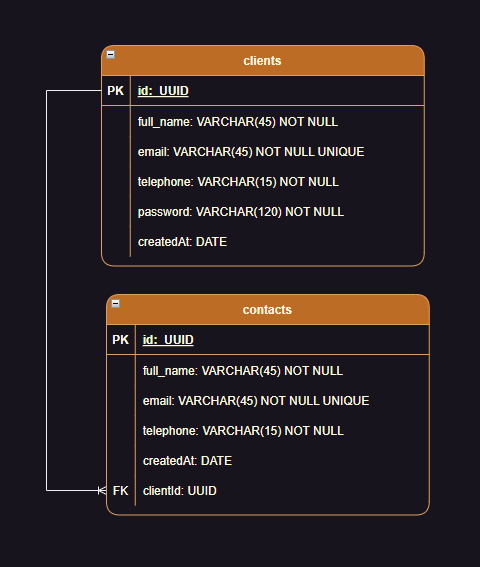 clients
PK id: UUID
full_name: VARCHAR(45) NOT NULL
email: VARCHAR(45) NOT NULL UNIQUE
telephone: VARCHAR(15) NOT NULL
password: VARCHAR(120) NOT NULL
createdAt: DATE
contacts
PK id: UUID
full_name: VARCHAR(45) NOT NULL
email: VARCHAR(45) NOT NULL UNIQUE
telephone: VARCHAR(15) NOT NULL
createdAt: DATE
FK clientId: UUID